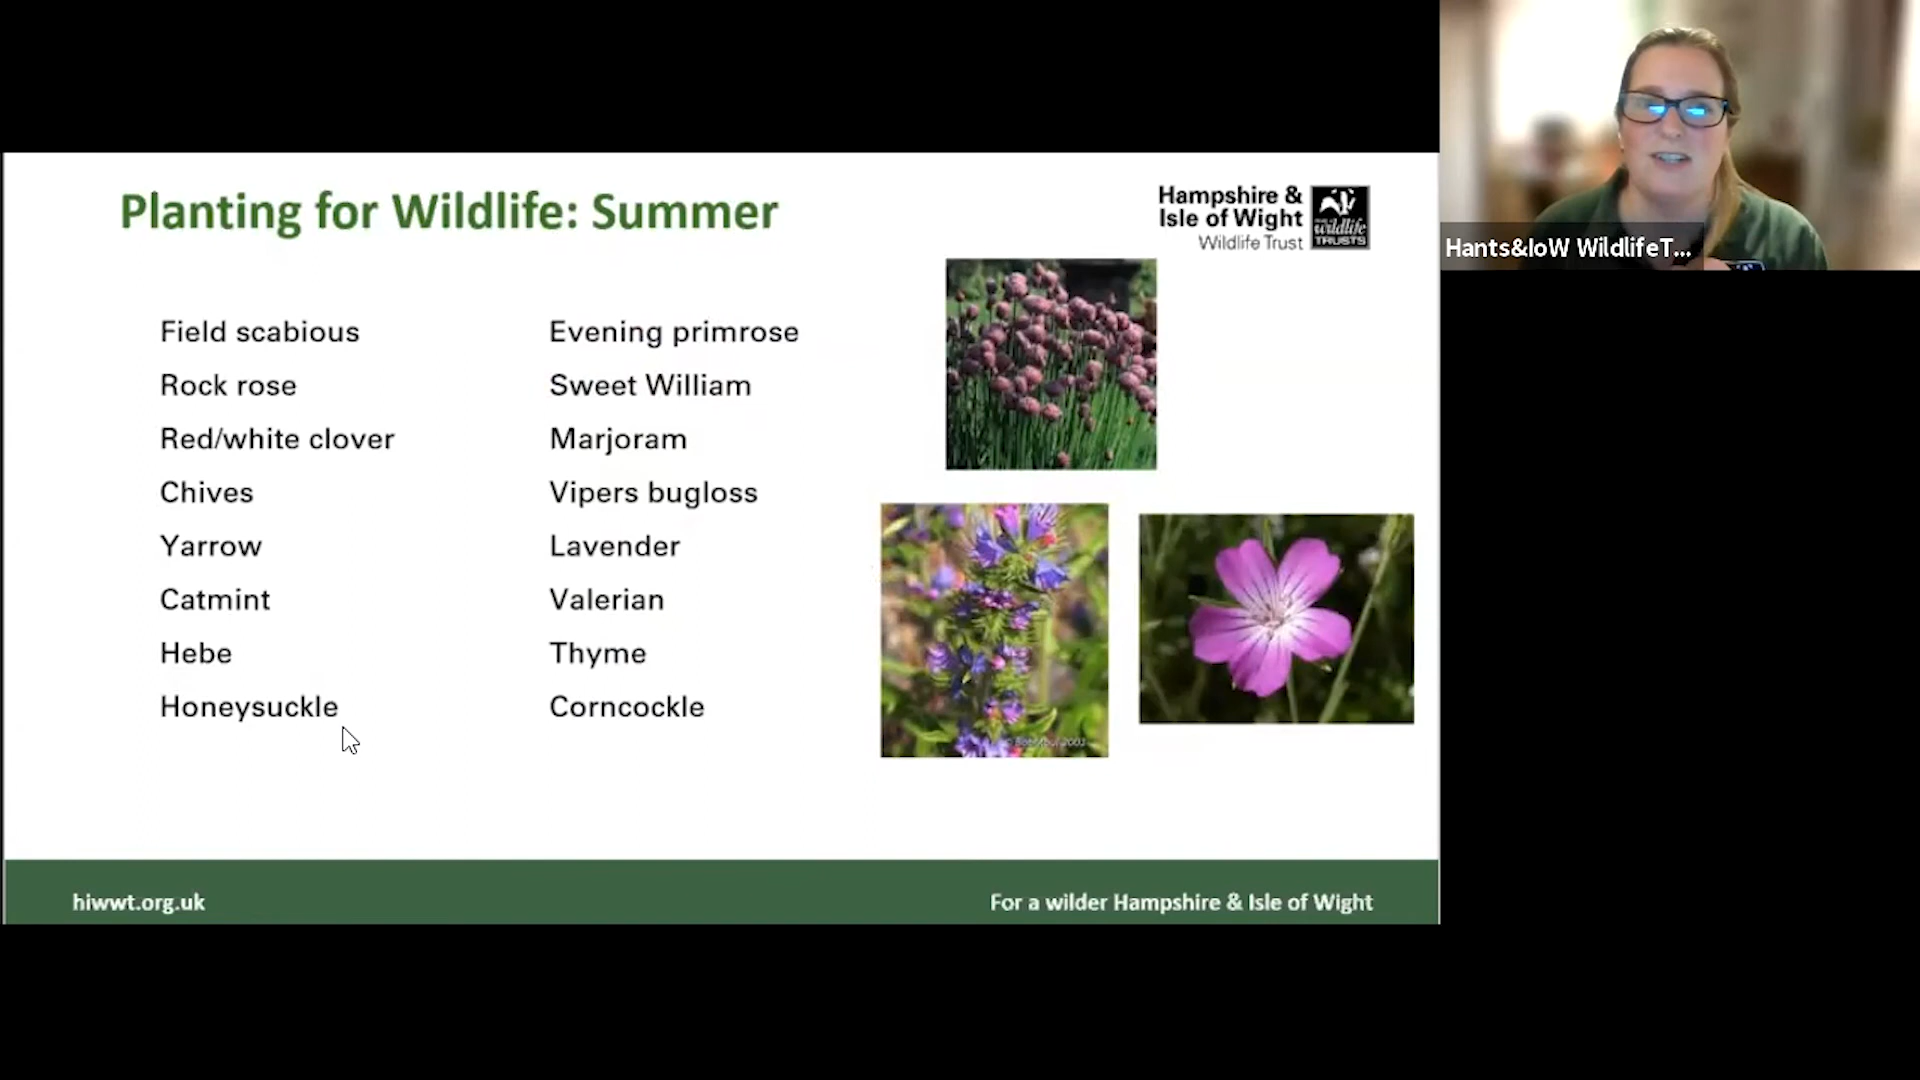 Planting for Wildlife: Summer
Hampshire &
Isle of Wight
Wildlife Trust
wildlife
TRUSTS
Field scabious
Rock rose
Red/white clover
Chives
Yarrow
Catmint
Hebe
Honeysuckle
Evening primrose
Sweet William
Marjoram
Vipers bugloss
Lavender
Valerian
Thyme
Corncockle
hiwwt.org.uk
For a wilder Hampshire & Isle of Wight
Hants&IoW WildlifeT...